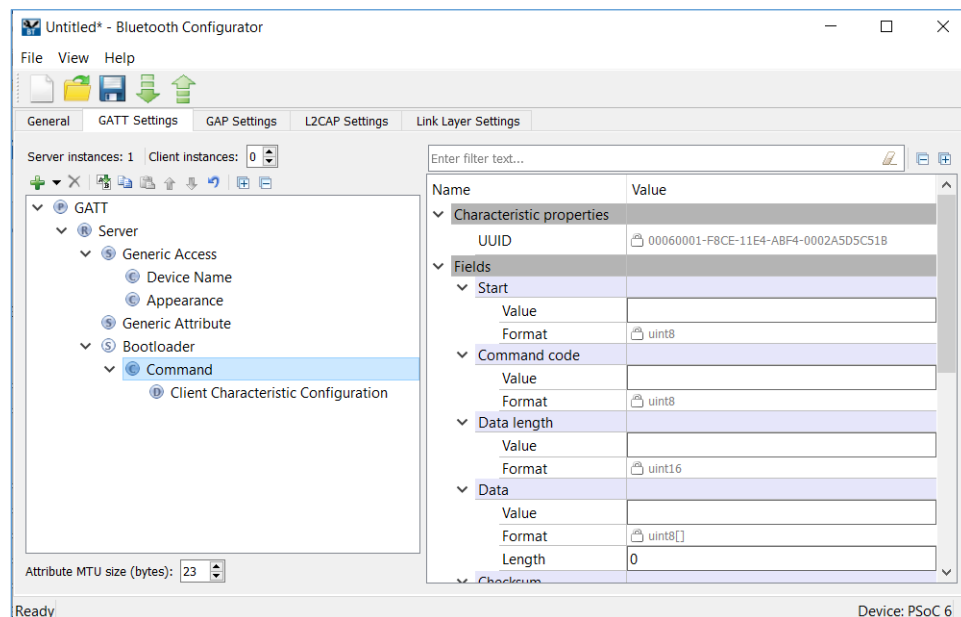 Untitled* - Bluetooth Configurator
File View Help
General GATT Settings GAP Settings L2CAP Settings Link Layer Settings
Server instances: 1 Client instances: 0
GATT
Server
Generic Access
Device Name
Appearance
Generic Attribute
Bootloader
Command
Client Characteristic Configuration
Attribute MTU size (bytes): 23
Enter filter text...
Name Value
Characteristic properties
UUID 00060001-F8CE-11E4-ABF4-0002A5D5C51B
Fields
Start
Value
Format uint8
Command code
Value
Format uint8
Data length
Value
Format uint16
Data
Value
Format uint8[]
Length 0
Checksum
Ready Device: PSoC 6